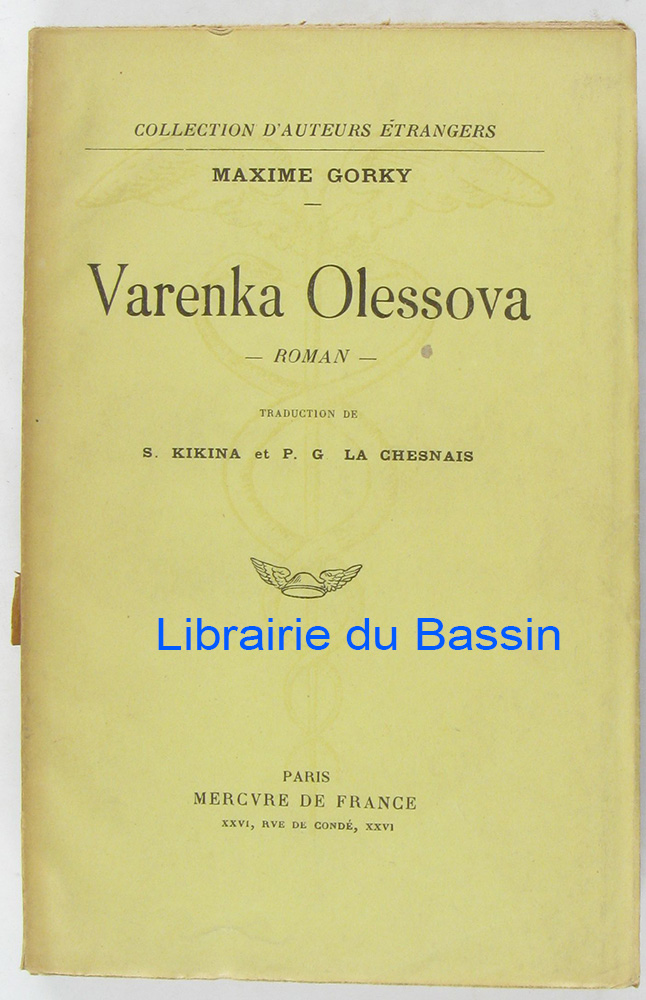 COLLECTION D'AUTEURS ÉTRANGERS
MAXIME GORKY
—
Varenka Olessova
— ROMAN —
TRADUCTION DE
S. KIKINA et P. G LA CHESNAIS
Librairie du Bassin
PARIS
MERCVRE DE FRANCE
XXVI, RVE DE CONDÉ, XXVI